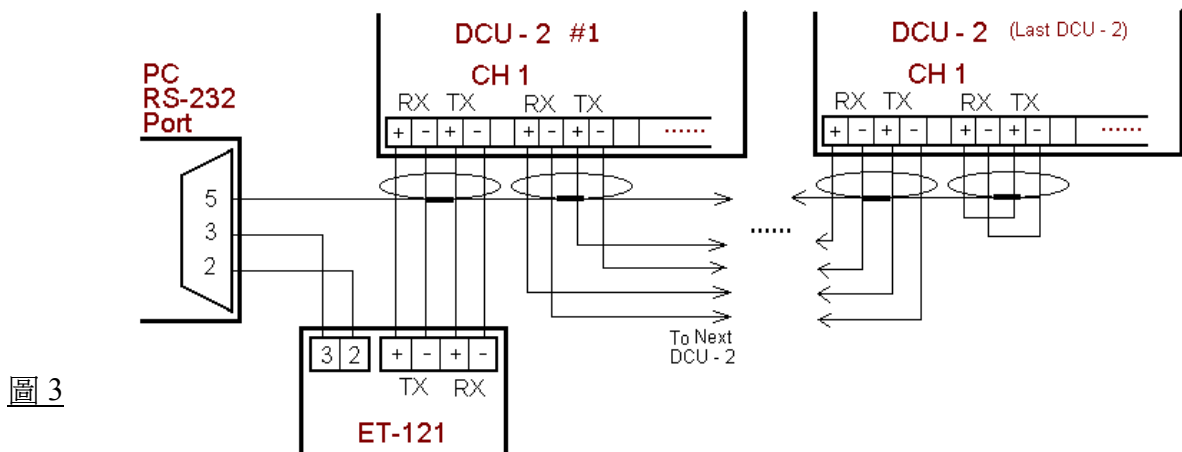 DCU - 2 #1
CH 1
RX TX RX TX
+ - + - + - + - ......
DCU - 2 (Last DCU - 2)
CH 1
RX TX RX TX
+ - + - + - + - ......
PC
RS-232
Port
5
3
2
......
To Next
DCU - 2
3 2 + - + -
TX RX
ET-121
圖 3